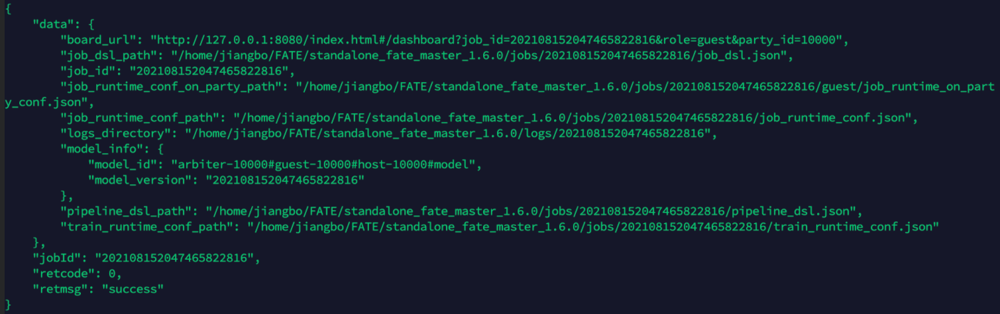 {
    "data": {
        "board_url": "http://127.0.0.1:8080/index.html#/dashboard?job_id=202108152047465822816&role=guest&party_id=10000",
        "job_dsl_path": "/home/jiangbo/FATE/standalone_fate_master_1.6.0/jobs/202108152047465822816/job_dsl.json",
        "job_id": "202108152047465822816",
        "job_runtime_conf_on_party_path": "/home/jiangbo/FATE/standalone_fate_master_1.6.0/jobs/202108152047465822816/guest/job_runtime_on_part
y_conf.json",
        "job_runtime_conf_path": "/home/jiangbo/FATE/standalone_fate_master_1.6.0/jobs/202108152047465822816/job_runtime_conf.json",
        "logs_directory": "/home/jiangbo/FATE/standalone_fate_master_1.6.0/logs/202108152047465822816",
        "model_info": {
            "model_id": "arbiter-10000#guest-10000#host-10000#model",
            "model_version": "202108152047465822816"
        },
        "pipeline_dsl_path": "/home/jiangbo/FATE/standalone_fate_master_1.6.0/jobs/202108152047465822816/pipeline_dsl.json",
        "train_runtime_conf_path": "/home/jiangbo/FATE/standalone_fate_master_1.6.0/jobs/202108152047465822816/train_runtime_conf.json"
    },
    "jobId": "202108152047465822816",
    "retcode": 0,
    "retmsg": "success"
}